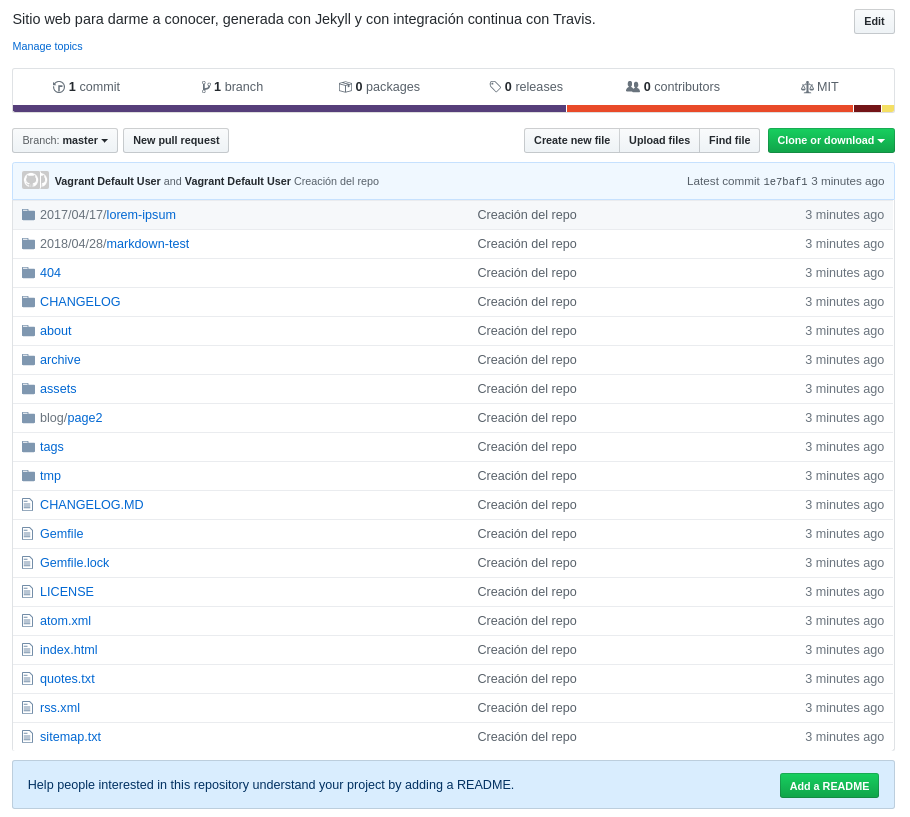 Sitio web para darme a conocer, generada con Jekyll y con integración continua con Travis. Edit
Manage topics
1 commit 1 branch 0 packages 0 releases 0 contributors MIT
Branch: master New pull request Create new file Upload files Find file Clone or download
Vagrant Default User and Vagrant Default User Creación del repo Latest commit 1e7baf1 3 minutes ago
2017/04/17/lorem-ipsum Creación del repo 3 minutes ago
2018/04/28/markdown-test Creación del repo 3 minutes ago
404 Creación del repo 3 minutes ago
CHANGELOG Creación del repo 3 minutes ago
about Creación del repo 3 minutes ago
archive Creación del repo 3 minutes ago
assets Creación del repo 3 minutes ago
blog/page2 Creación del repo 3 minutes ago
tags Creación del repo 3 minutes ago
tmp Creación del repo 3 minutes ago
CHANGELOG.MD Creación del repo 3 minutes ago
Gemfile Creación del repo 3 minutes ago
Gemfile.lock Creación del repo 3 minutes ago
LICENSE Creación del repo 3 minutes ago
atom.xml Creación del repo 3 minutes ago
index.html Creación del repo 3 minutes ago
quotes.txt Creación del repo 3 minutes ago
rss.xml Creación del repo 3 minutes ago
sitemap.txt Creación del repo 3 minutes ago
Help people interested in this repository understand your project by adding a README. Add a README